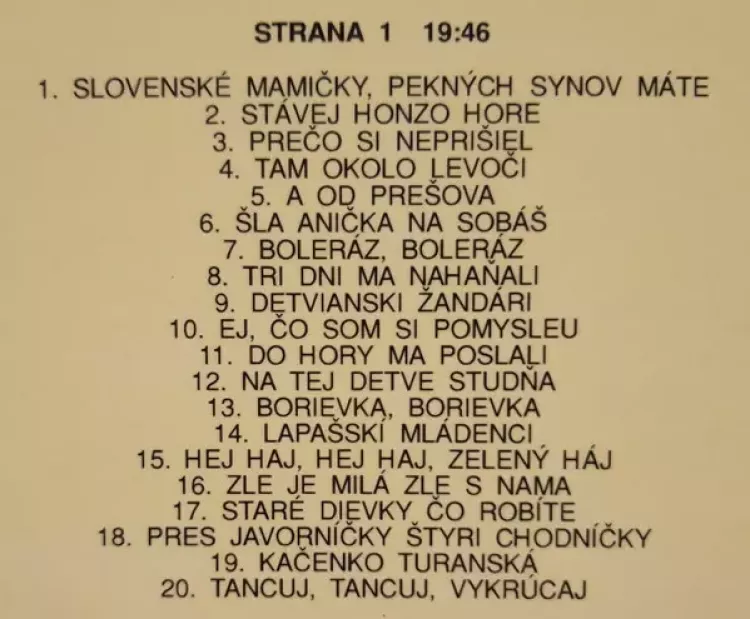 STRANA 1 19:46
1. SLOVENSKÉ MAMIČKY, PEKNÝCH SYNOV MÁTE
2. STÁVEJ HONZO HORE
3. PREČO SI NEPRIŠIEL
4. TAM OKOLO LEVOČI
5. A OD PREŠOVA
6. ŠLA ANIČKA NA SOBÁŠ
7. BOLERÁZ, BOLERÁZ
8. TRI DNI MA NAHAŇALI
9. DETVIANSKI ŽANDÁRI
10. EJ, ČO SOM SI POMYSLEU
11. DO HORY MA POSLALI
12. NA TEJ DETVE STUDŇA
13. BORIEVKA, BORIEVKA
14. LAPAŠSKÍ MLÁDENCI
15. HEJ HAJ, HEJ HAJ, ZELENÝ HÁJ
16. ZLE JE MILÁ ZLE S NAMA
17. STARÉ DIEVKY ČO ROBÍTE
18. PRES JAVORNÍČKY ŠTYRI CHODNÍČKY
19. KAČENKO TURANSKÁ
20. TANCUJ, TANCUJ, VYKRÚCAJ